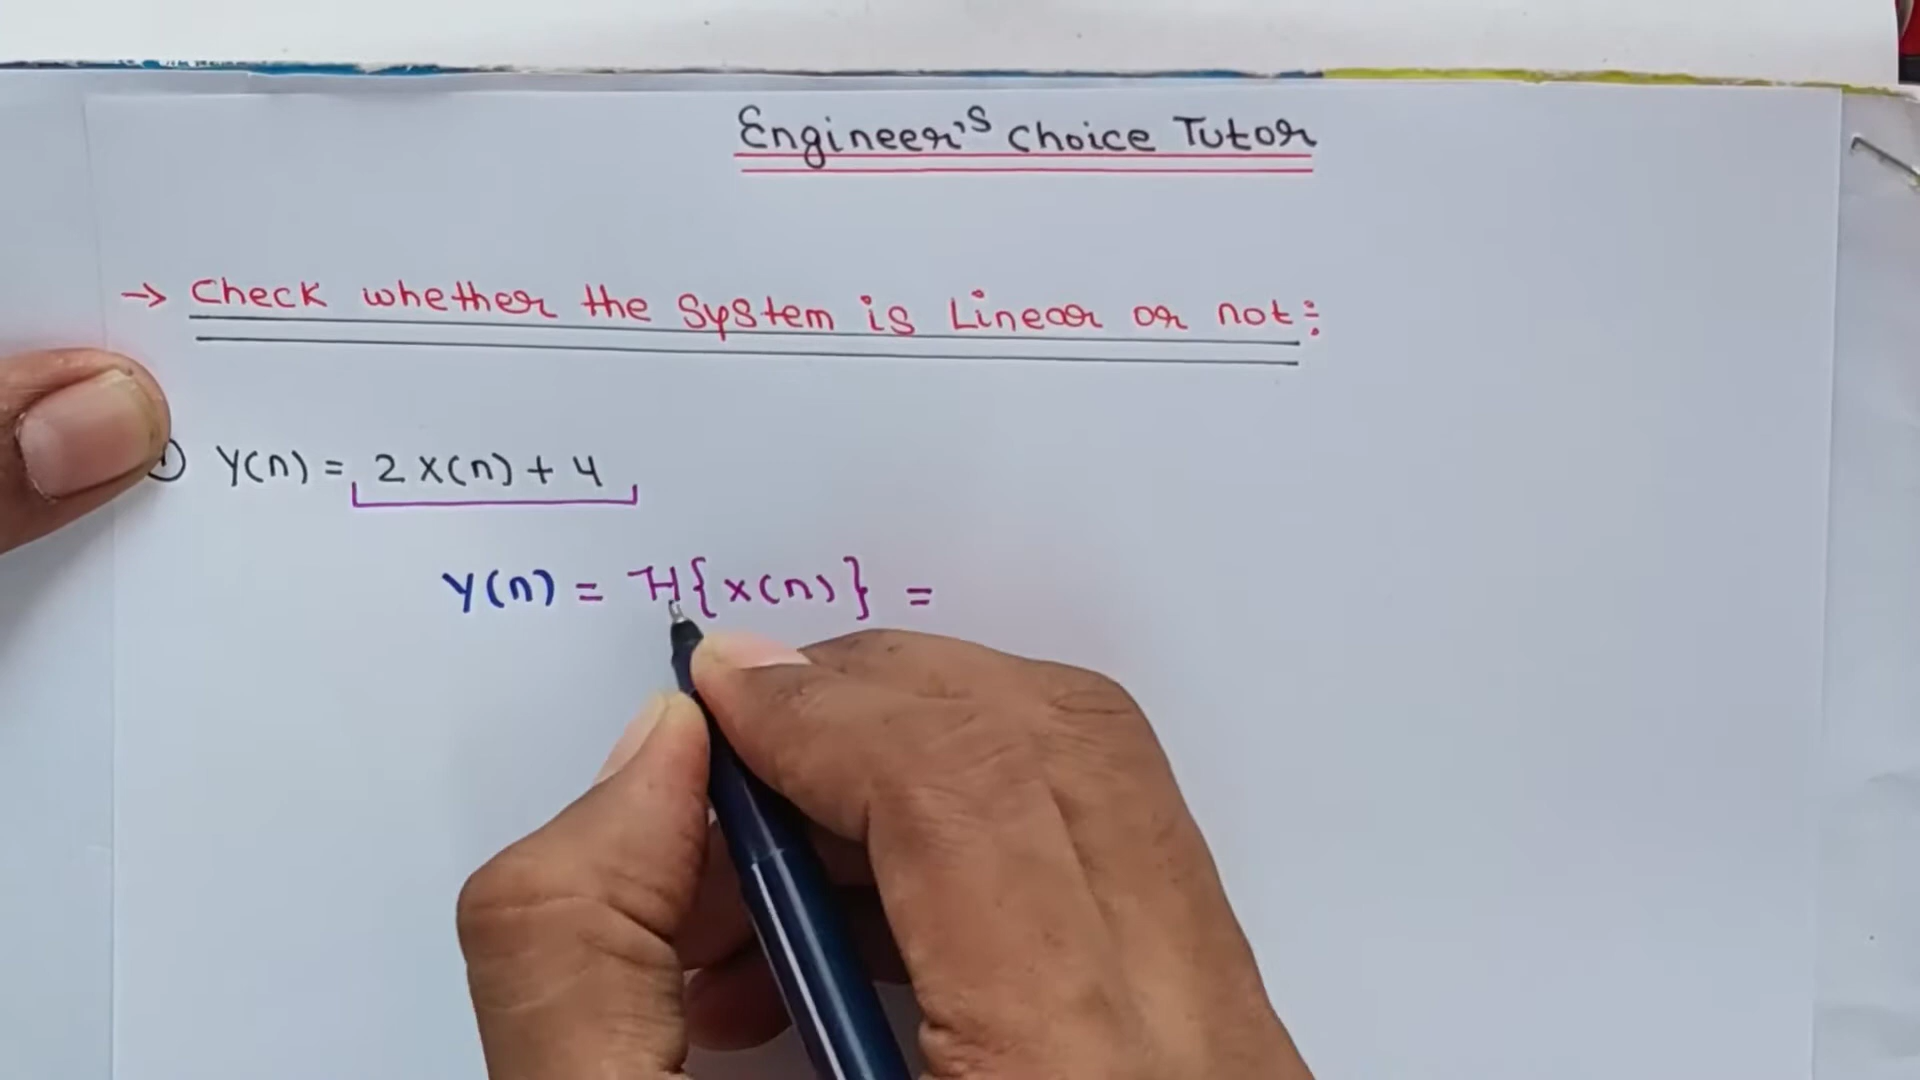 Engineer's choice Tutor
→ Check whether the System is Linear or not:
1) Y(n) = 2x(n) + 4
Y(n) = H{x(n)} =